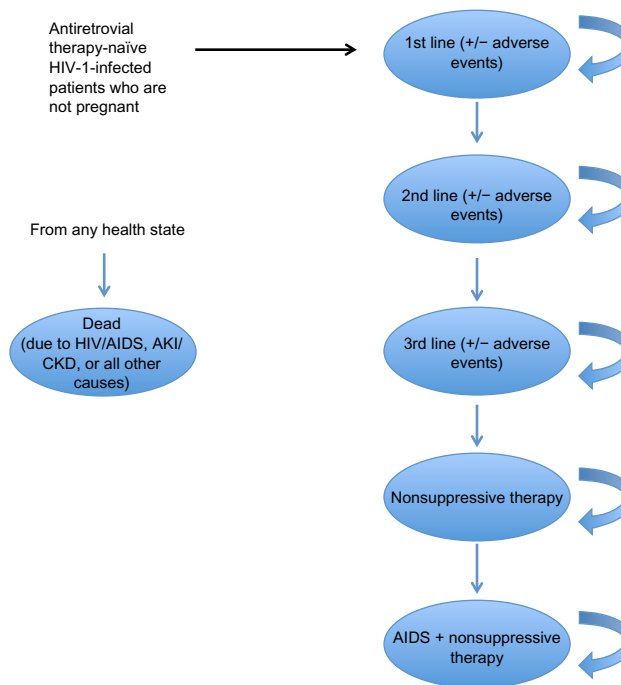 Antiretrovial
therapy-naïve
HIV-1-infected
patients who are
not pregnant
1st line (+/− adverse
events)
2nd line (+/− adverse
events)
From any health state
Dead
(due to HIV/AIDS, AKI/
CKD, or all other
causes)
3rd line (+/− adverse
events)
Nonsuppressive therapy
AIDS + nonsuppressive
therapy